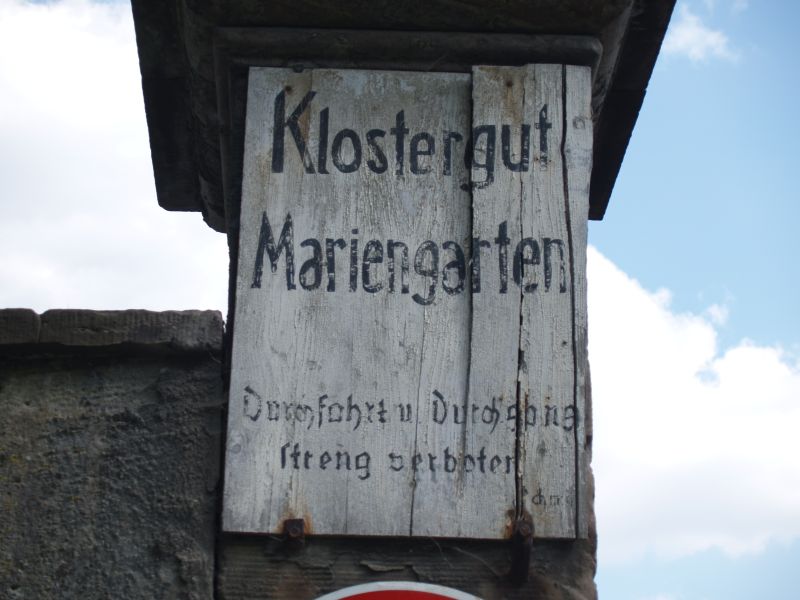 Klostergut
Mariengarten
Durchfahrt u. Durchgang
streng verboten